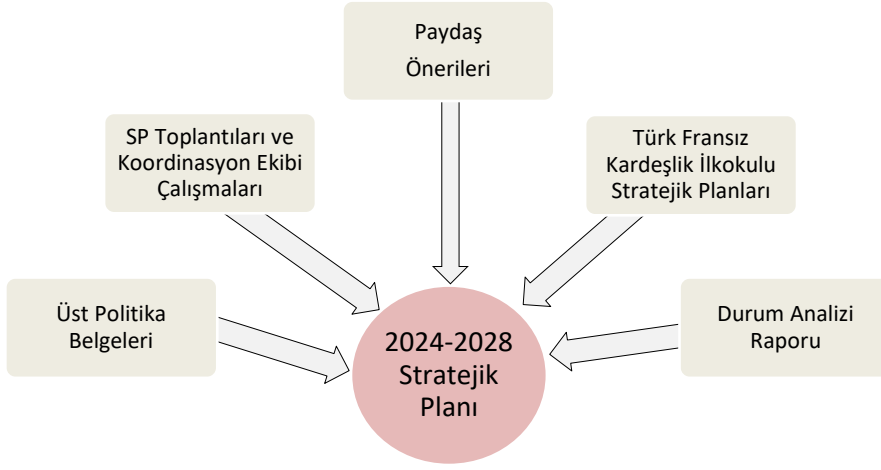 Paydaş
Önerileri
SP Toplantıları ve
Koordinasyon Ekibi
Çalışmaları
Türk Fransız
Kardeşlik İlkokulu
Stratejik Planları
Üst Politika
Belgeleri
2024-2028
Stratejik
Planı
Durum Analizi
Raporu